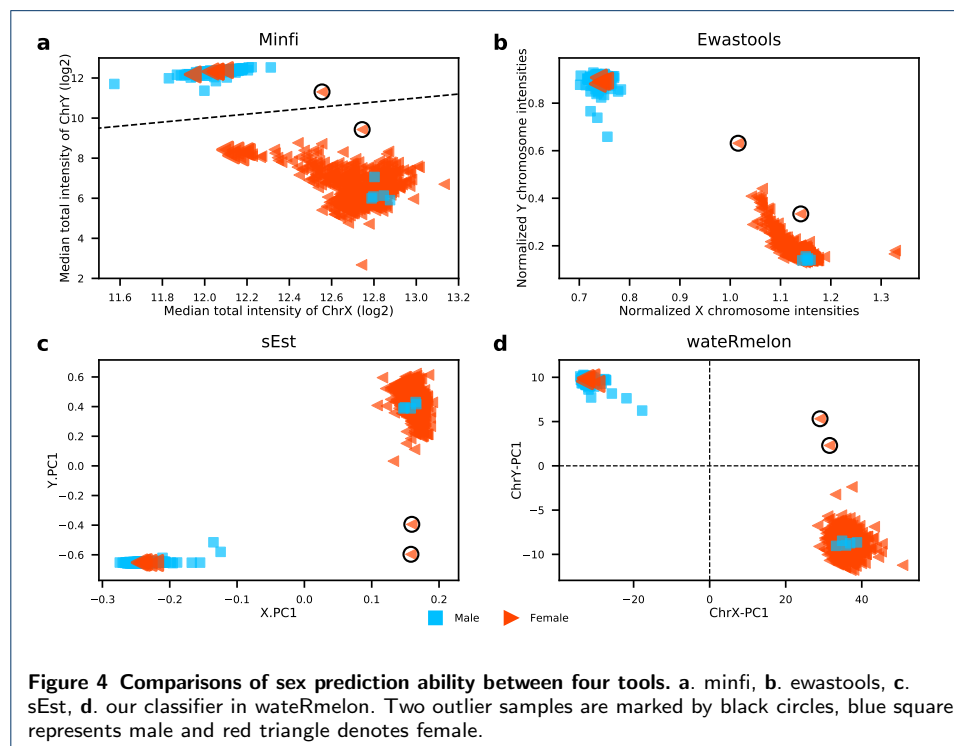 a Minfi
Median total intensity of ChrY (log2)
12
10
8
6
4
2
11.6 11.8 12.0 12.2 12.4 12.6 12.8 13.0 13.2
Median total intensity of ChrX (log2)
b Ewastools
Normalized Y chromosome intensities
0.8
0.6
0.4
0.2
0.7 0.8 0.9 1.0 1.1 1.2 1.3
Normalized X chromosome intensities
c sEst
Y.PC1
0.6
0.4
0.2
0.0
−0.2
−0.4
−0.6
−0.3 −0.2 −0.1 0.0 0.1 0.2
X.PC1
d wateRmelon
ChrY-PC1
10
5
0
−5
−10
−20 0 20 40
ChrX-PC1
Male Female
Figure 4 Comparisons of sex prediction ability between four tools. a. minfi, b. ewastools, c.
sEst, d. our classifier in wateRmelon. Two outlier samples are marked by black circles, blue square
represents male and red triangle denotes female.